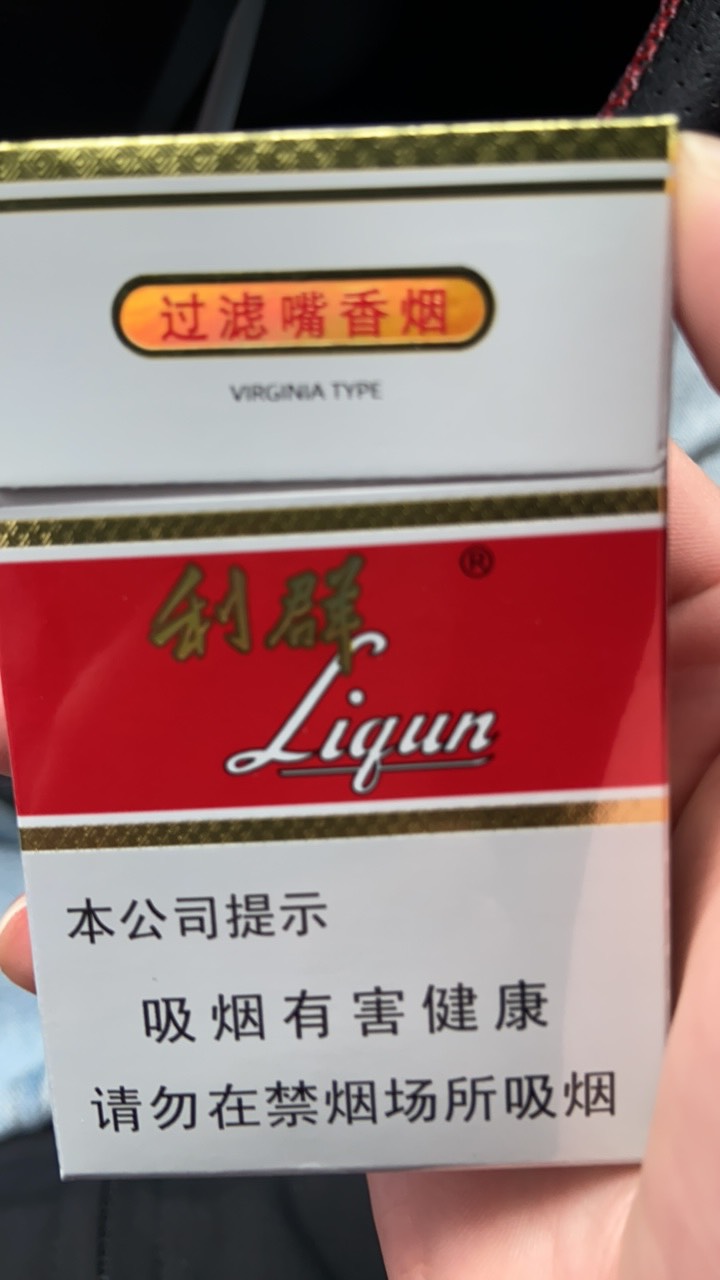 过滤嘴香烟
VIRGINIA TYPE
利群 ®
Liqun
本公司提示
吸烟有害健康
请勿在禁烟场所吸烟